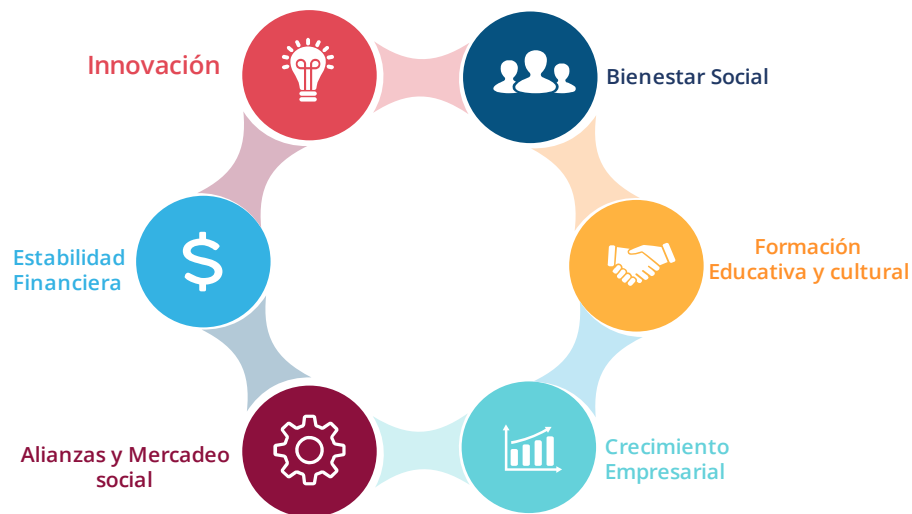 Innovación
Bienestar Social
Formación
Educativa y cultural
Estabilidad
Financiera
Crecimiento
Empresarial
Alianzas y Mercadeo
social